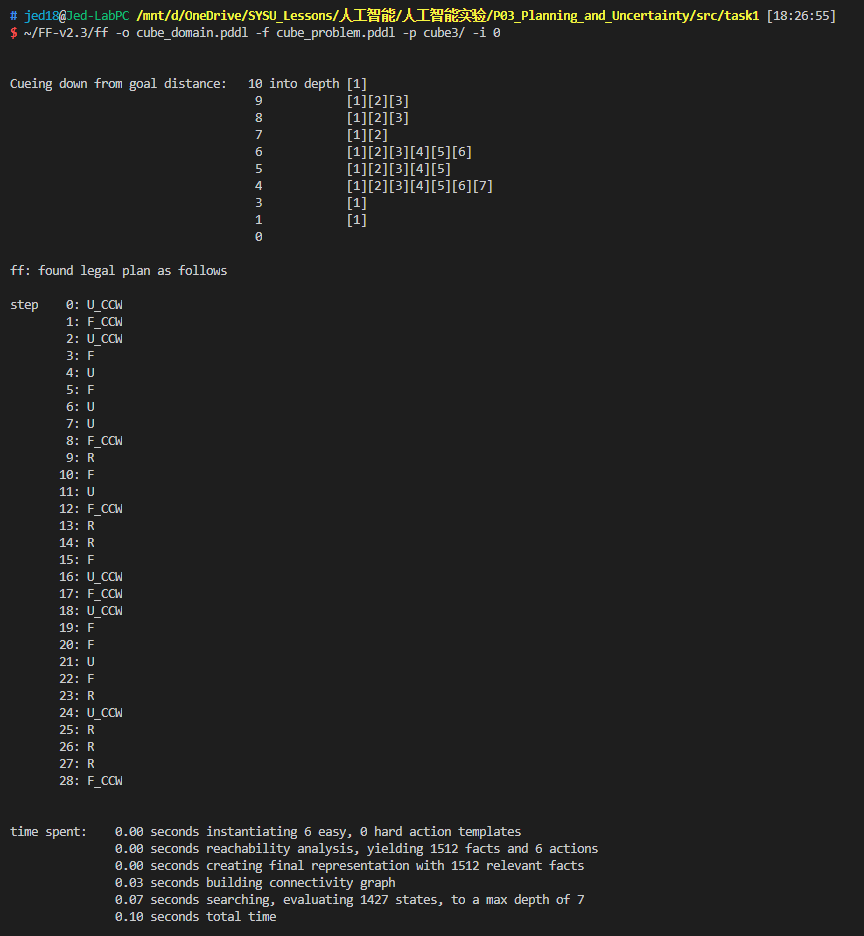 # jed18@Jed-LabPC /mnt/d/OneDrive/SYSU_Lessons/人工智能/人工智能实验/P03_Planning_and_Uncertainty/src/task1 [18:26:55]
$ ~/FF-v2.3/ff -o cube_domain.pddl -f cube_problem.pddl -p cube3/ -i 0
Cueing down from goal distance:   10 into depth [1]
9            [1][2][3]
8            [1][2][3]
7            [1][2]
6            [1][2][3][4][5][6]
5            [1][2][3][4][5]
4            [1][2][3][4][5][6][7]
3            [1]
1            [1]
0
ff: found legal plan as follows
step    0: U_CCW
1: F_CCW
2: U_CCW
3: F
4: U
5: F
6: U
7: U
8: F_CCW
9: R
10: F
11: U
12: F_CCW
13: R
14: R
15: F
16: U_CCW
17: F_CCW
18: U_CCW
19: F
20: F
21: U
22: F
23: R
24: U_CCW
25: R
26: R
27: R
28: F_CCW
time spent:    0.00 seconds instantiating 6 easy, 0 hard action templates
0.00 seconds reachability analysis, yielding 1512 facts and 6 actions
0.00 seconds creating final representation with 1512 relevant facts
0.03 seconds building connectivity graph
0.07 seconds searching, evaluating 1427 states, to a max depth of 7
0.10 seconds total time